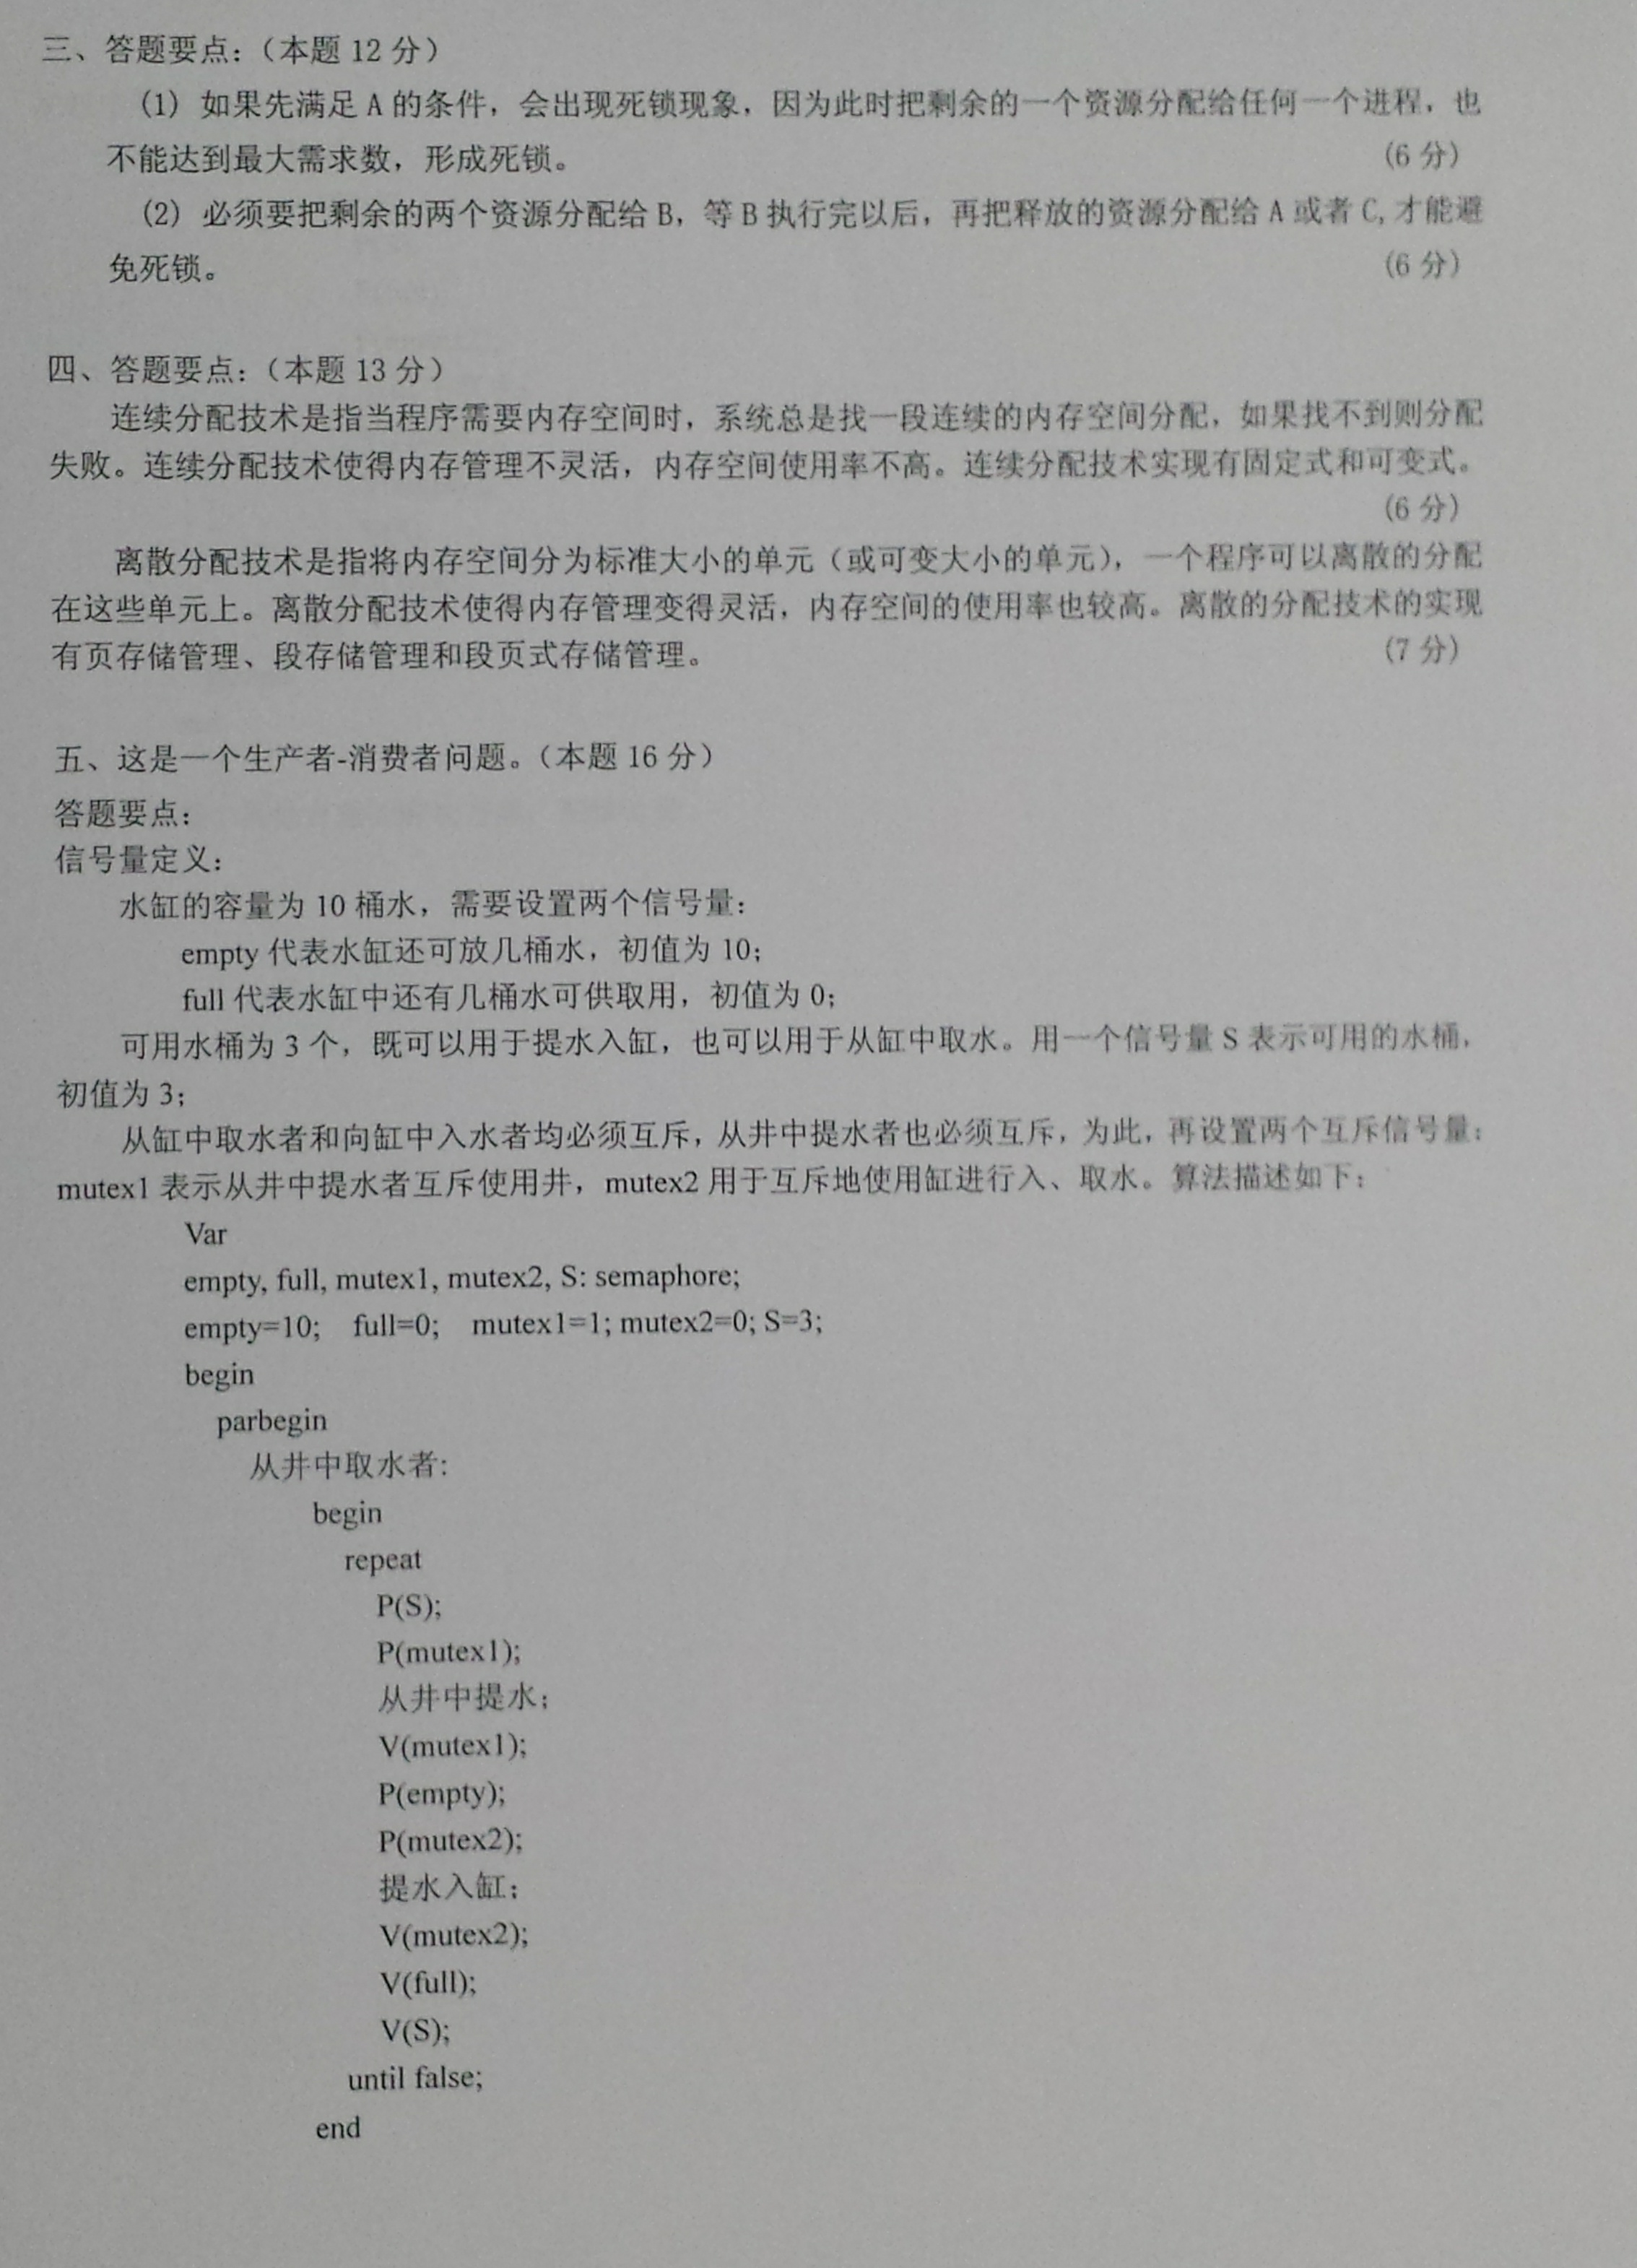 三、答题要点:（本题 12 分）
(1) 如果先满足 A 的条件，会出现死锁现象，因为此时把剩余的一个资源分配给任何一个进程，也
不能达到最大需求数，形成死锁。 (6 分)
(2) 必须要把剩余的两个资源分配给 B，等 B 执行完以后，再把释放的资源分配给 A 或者 C, 才能避
免死锁。 (6 分)
四、答题要点:（本题 13 分）
连续分配技术是指当程序需要内存空间时，系统总是找一段连续的内存空间分配，如果找不到则分配
失败。连续分配技术使得内存管理不灵活，内存空间使用率不高。连续分配技术实现有固定式和可变式。
(6 分)
离散分配技术是指将内存空间分为标准大小的单元（或可变大小的单元），一个程序可以离散的分配
在这些单元上。离散分配技术使得内存管理变得灵活，内存空间的使用率也较高。离散的分配技术的实现
有页存储管理、段存储管理和段页式存储管理。 (7 分)
五、这是一个生产者-消费者问题。（本题 16 分）
答题要点:
信号量定义:
水缸的容量为 10 桶水，需要设置两个信号量:
empty 代表水缸还可放几桶水，初值为 10;
full 代表水缸中还有几桶水可供取用，初值为 0;
可用水桶为 3 个，既可以用于提水入缸，也可以用于从缸中取水。用一个信号量 S 表示可用的水桶，
初值为 3;
从缸中取水者和向缸中入水者均必须互斥，从井中提水者也必须互斥，为此，再设置两个互斥信号量:
mutex1 表示从井中提水者互斥使用井，mutex2 用于互斥地使用缸进行入、取水。算法描述如下:
Var
empty, full, mutex1, mutex2, S: semaphore;
empty=10; full=0; mutex1=1; mutex2=0; S=3;
begin
parbegin
从井中取水者:
begin
repeat
P(S);
P(mutex1);
从井中提水;
V(mutex1);
P(empty);
P(mutex2);
提水入缸;
V(mutex2);
V(full);
V(S);
until false;
end